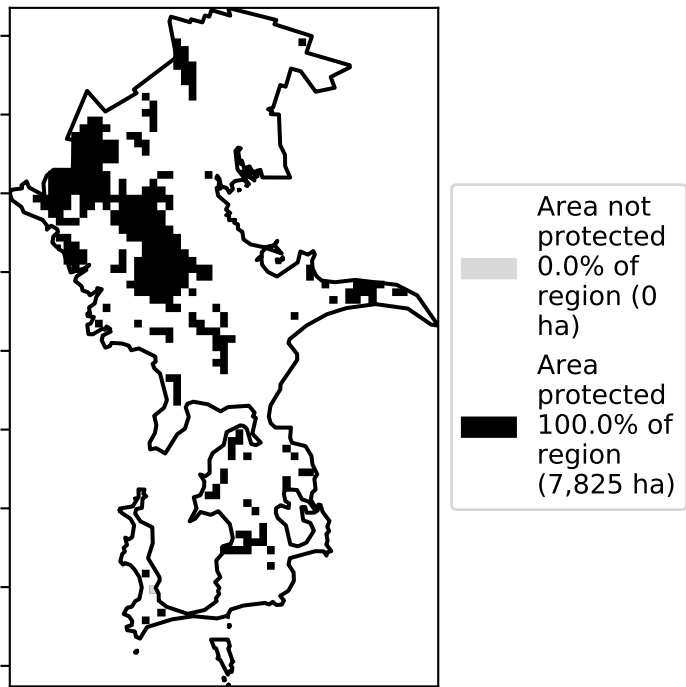 Area not
protected
0.0% of
region (0
ha)
Area
protected
100.0% of
region
(7,825 ha)